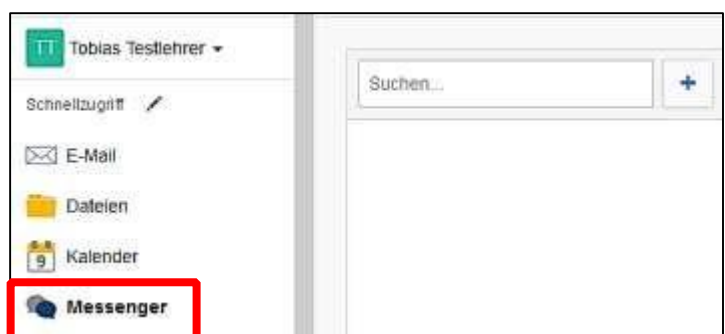 TT Tobias Testlehrer
Suchen...
+
Schnellzugriff
E-Mail
Dateien
9 Kalender
Messenger